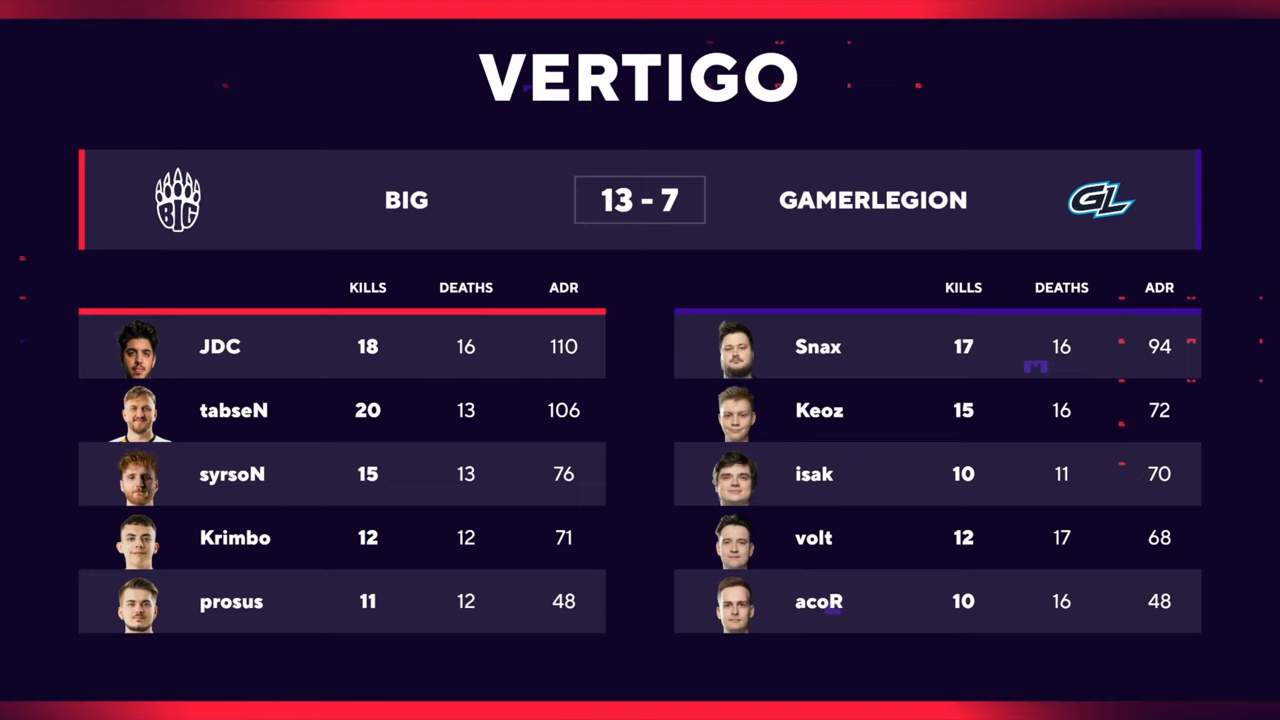 VERTIGO
BIG BIG 13 - 7 GAMERLEGION GL
KILLS DEATHS ADR
JDC 18 16 110
tabseN 20 13 106
syrsoN 15 13 76
Krimbo 12 12 71
prosus 11 12 48
KILLS DEATHS ADR
Snax 17 16 94
Keoz 15 16 72
isak 10 11 70
volt 12 17 68
acoR 10 16 48